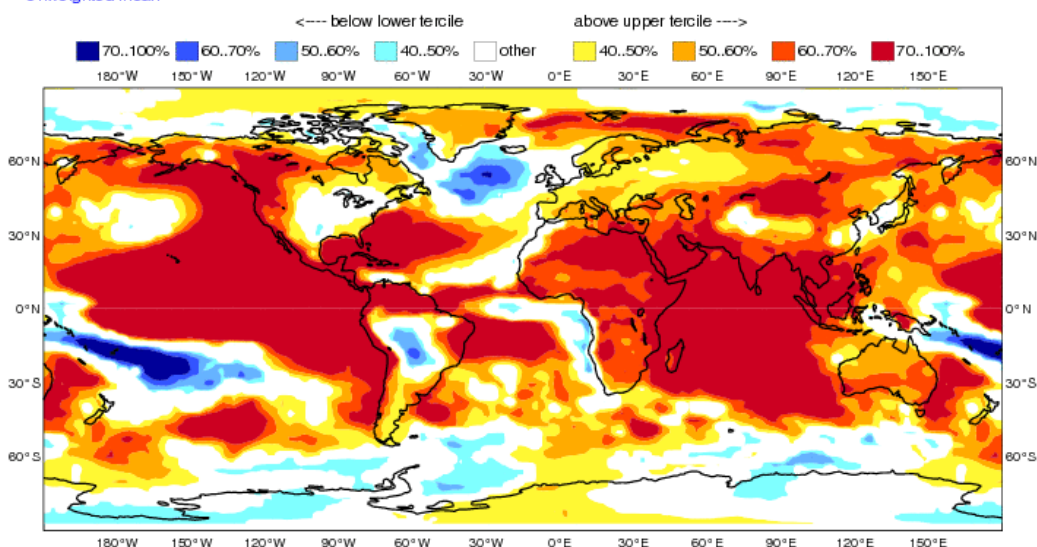 <---- below lower tercile above upper tercile ---->
70..100% 60..70% 50..60% 40..50% other 40..50% 50..60% 60..70% 70..100%
180°W 150°W 120°W 90°W 60°W 30°W 0°E 30°E 60°E 90°E 120°E 150°E
60°N 60°N
30°N 30°N
0°N 0°N
30°S 30°S
60°S 60°S
180°W 150°W 120°W 90°W 60°W 30°W 0°E 30°E 60°E 90°E 120°E 150°E